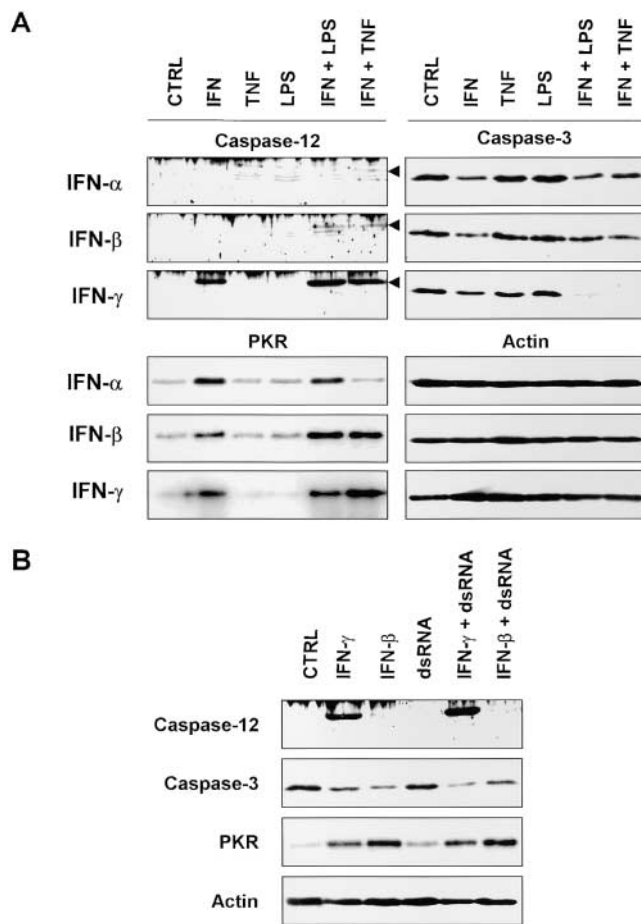 A
CTRL IFN TNF LPS IFN + LPS IFN + TNF CTRL IFN TNF LPS IFN + LPS IFN + TNF
Caspase-12 Caspase-3
IFN-α
IFN-β
IFN-γ
PKR Actin
IFN-α
IFN-β
IFN-γ
B
CTRL IFN-γ IFN-β dsRNA IFN-γ + dsRNA IFN-β + dsRNA
Caspase-12
Caspase-3
PKR
Actin